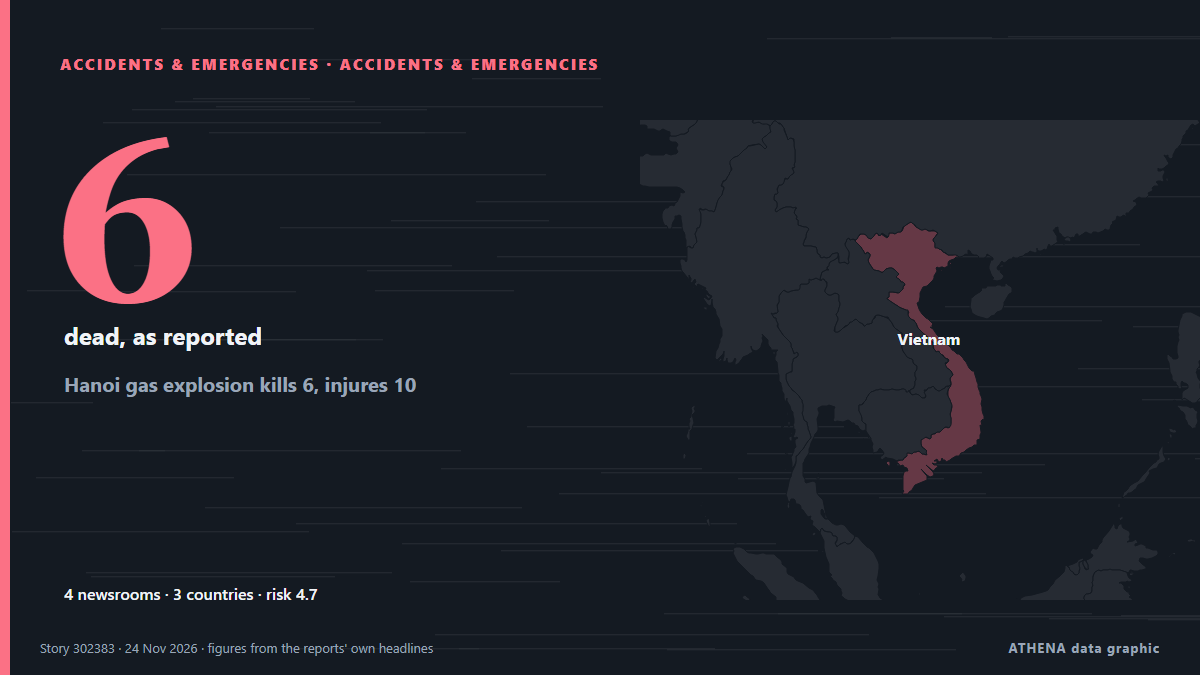 ACCIDENTS & EMERGENCIES · ACCIDENTS & EMERGENCIES
6
dead, as reported
Hanoi gas explosion kills 6, injures 10
Vietnam
4 newsrooms · 3 countries · risk 4.7
Story 302383 · 24 Nov 2026 · figures from the reports' own headlines
ATHENA data graphic